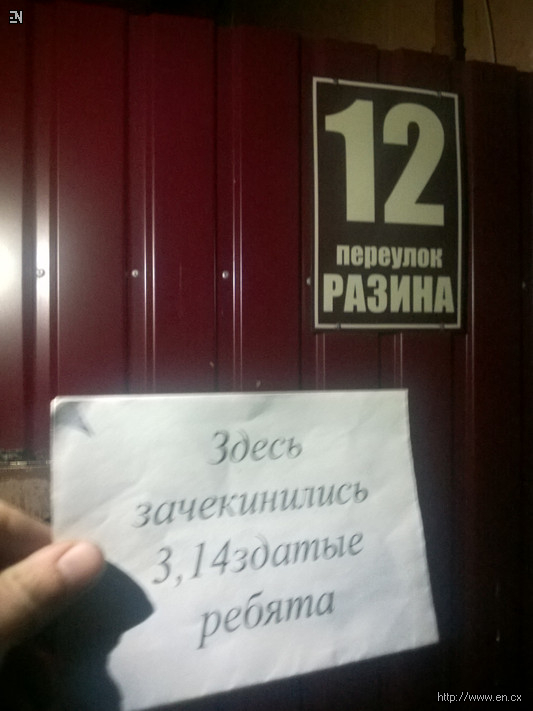 EN
12
переулок
РАЗИНА
Здесь
зачекинились
3,14здатые
ребята
http://www.en.cx